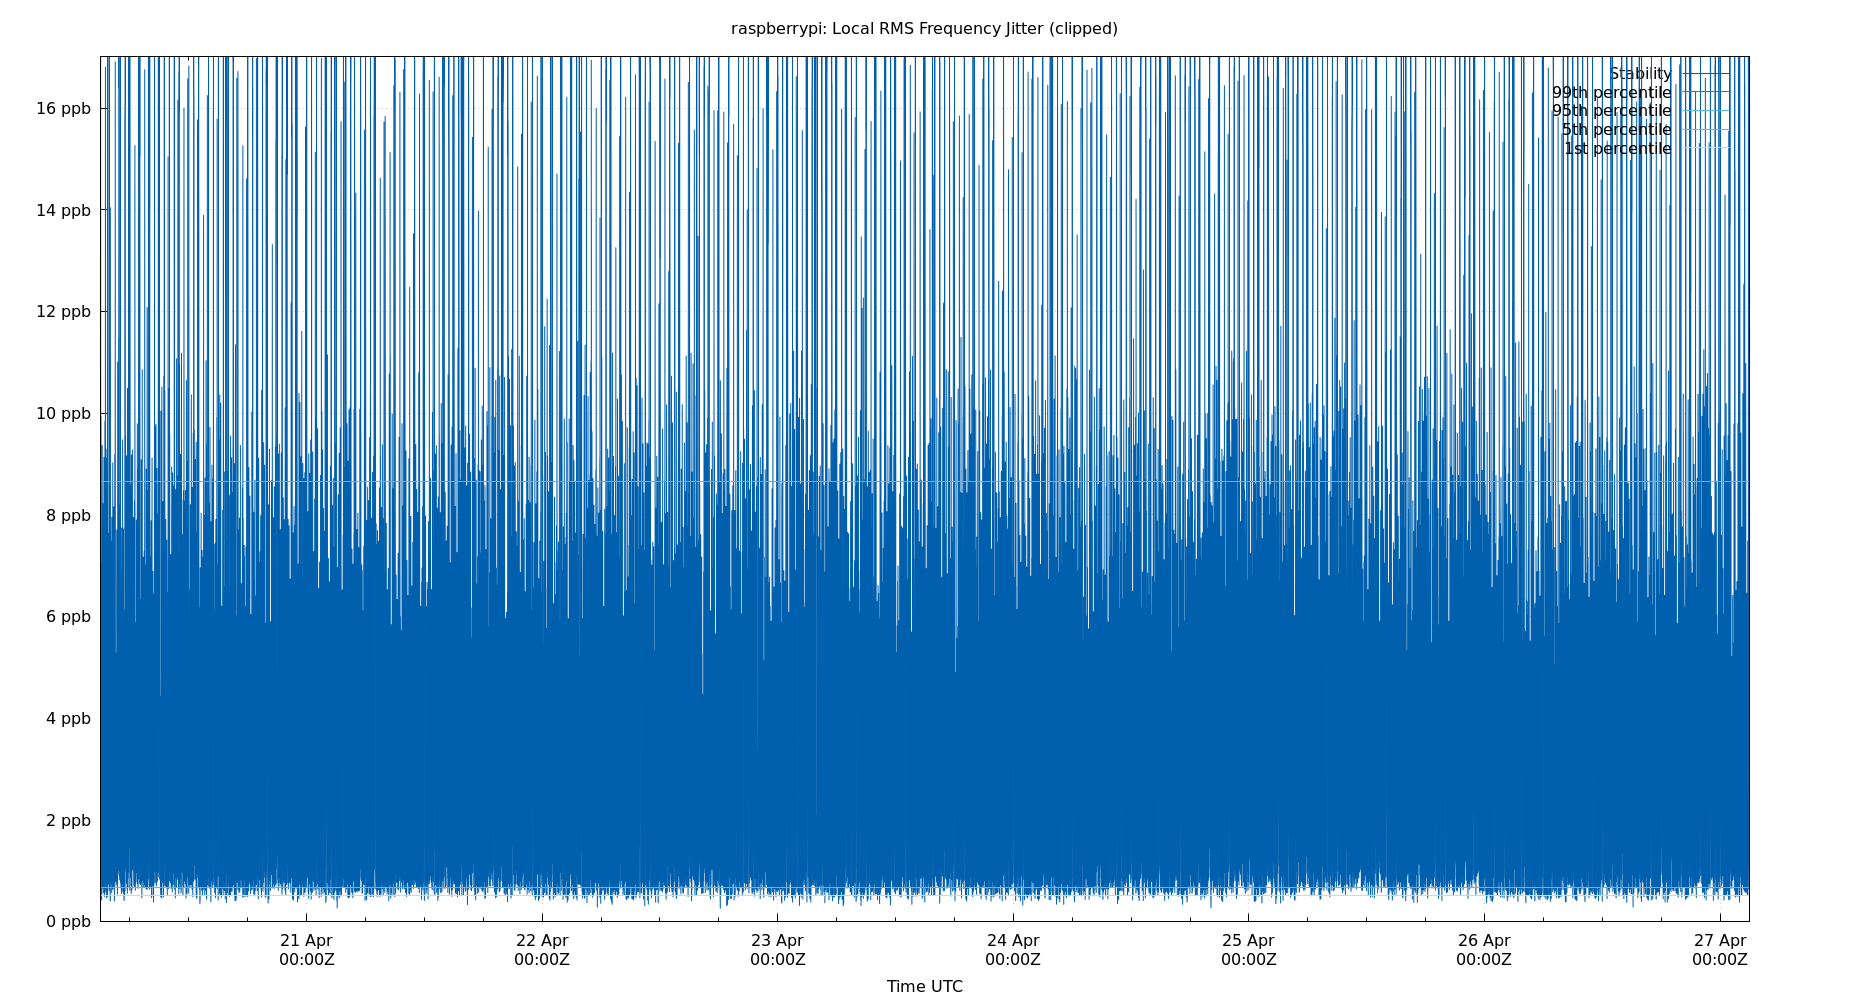 raspberrypi: Local RMS Frequency Jitter (clipped)
Stability
99th percentile
95th percentile
5th percentile
1st percentile
16 ppb
14 ppb
12 ppb
10 ppb
8 ppb
6 ppb
4 ppb
2 ppb
0 ppb
21 Apr 22 Apr 23 Apr 24 Apr 25 Apr 26 Apr 27 Apr
00:00Z 00:00Z 00:00Z 00:00Z 00:00Z 00:00Z 00:00Z
Time UTC